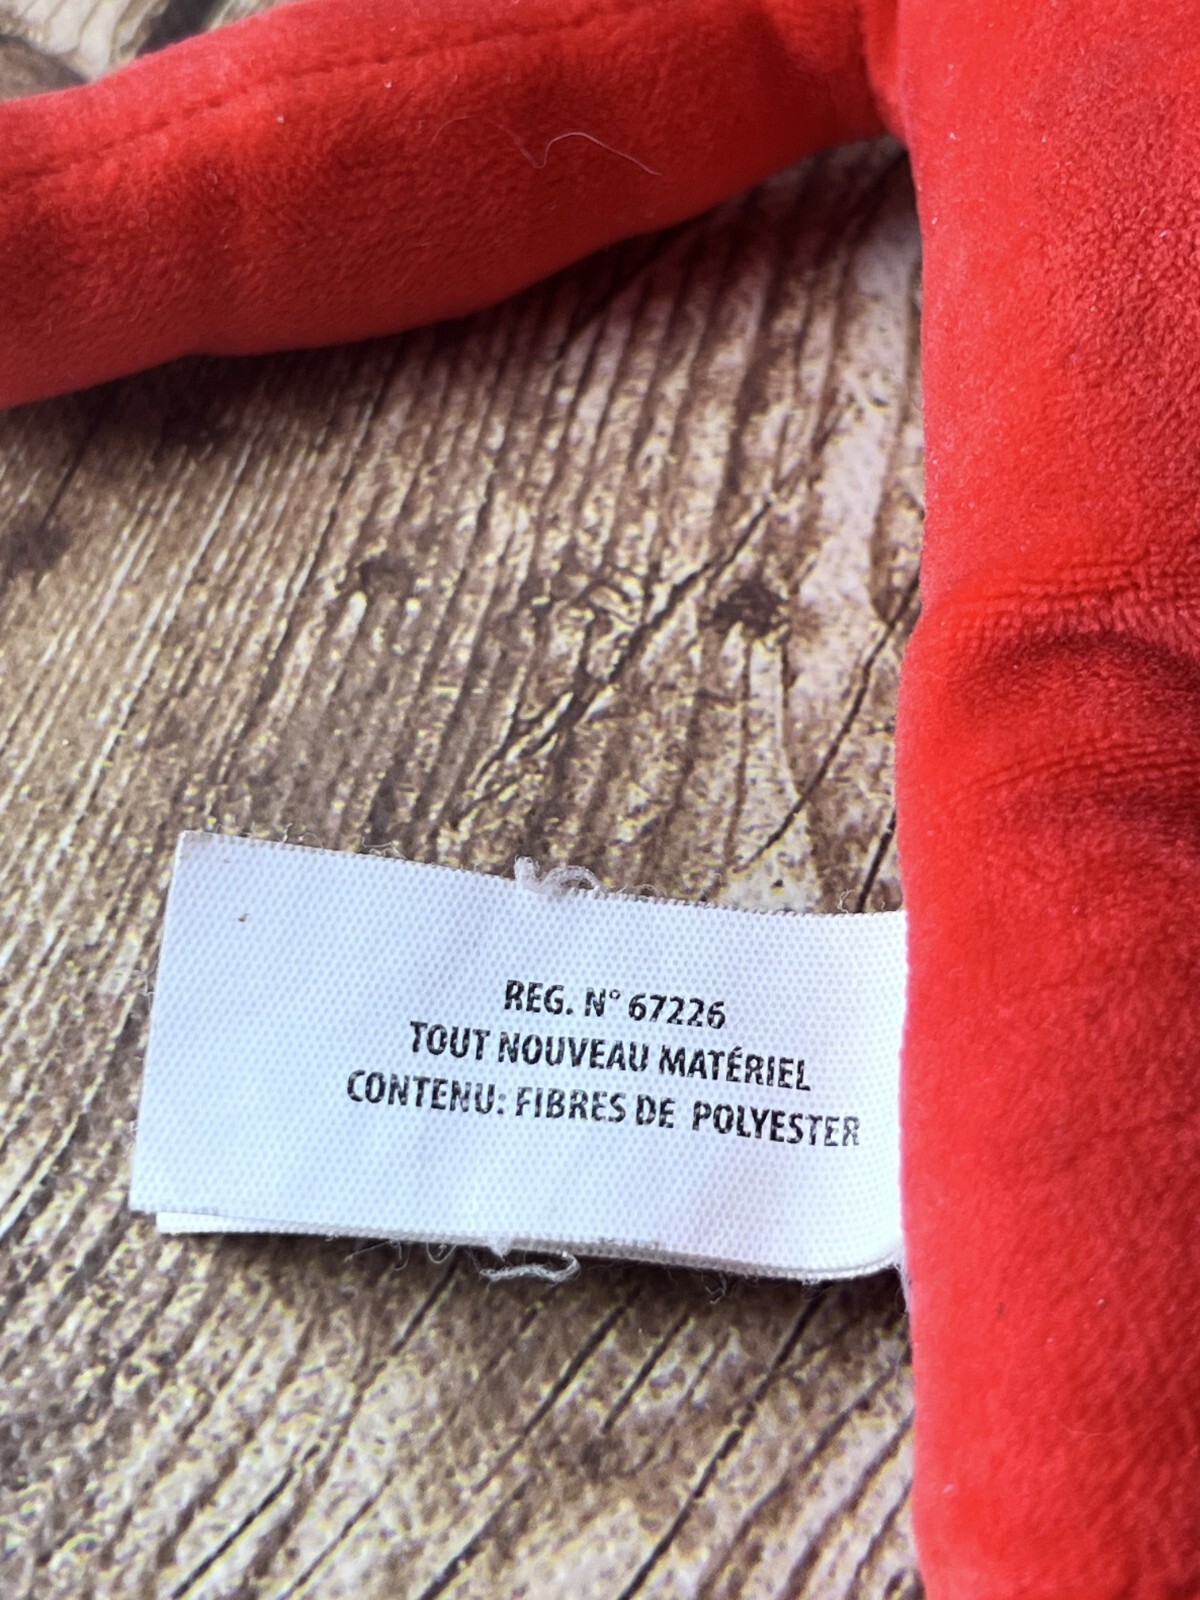 REG. N° 67226
TOUT NOUVEAU MATÉRIEL
CONTENU: FIBRES DE POLYESTER